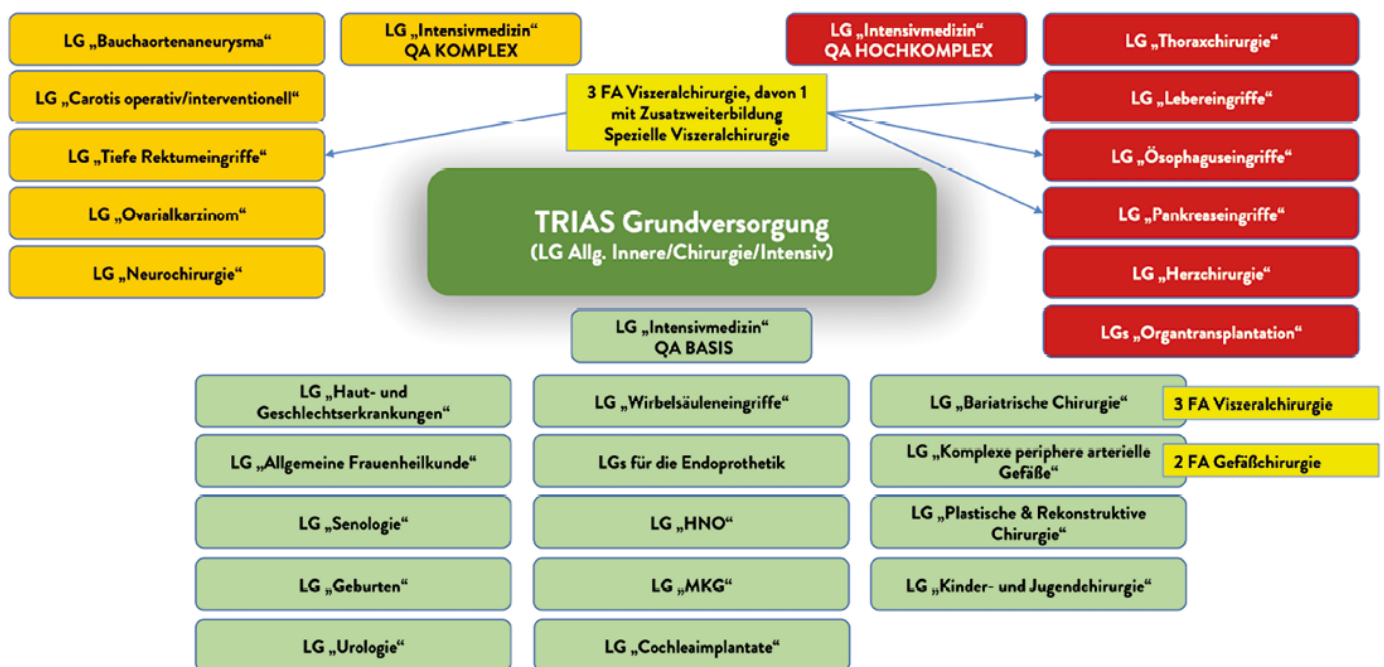 LG „Bauchaortenaneurysma“
LG „Intensivmedizin“
QA KOMPLEX
LG „Intensivmedizin“
QA HOCHKOMPLEX
LG „Thoraxchirurgie“
LG „Carotis operativ/interventionell“
3 FA Viszeralchirurgie, davon 1
mit Zusatzweiterbildung
Spezielle Viszeralchirurgie
LG „Lebereingriffe“
LG „Tiefe Rektumeingriffe“
LG „Ösophaguseingriffe“
LG „Ovarialkarzinom“
TRIAS Grundversorgung
(LG Allg. Innere/Chirurgie/Intensiv)
LG „Pankreaseingriffe“
LG „Neurochirurgie“
LG „Herzchirurgie“
LG „Intensivmedizin“
QA BASIS
LGs „Organtransplantation“
LG „Haut- und
Geschlechtserkrankungen“
LG „Wirbelsäuleneingriffe“
LG „Bariatrische Chirurgie“
3 FA Viszeralchirurgie
LG „Allgemeine Frauenheilkunde“
LGs für die Endoprothetik
LG „Komplexe periphere arterielle
Gefäße“
2 FA Gefäßchirurgie
LG „Senologie“
LG „HNO“
LG „Plastische & Rekonstruktive
Chirurgie“
LG „Geburten“
LG „MKG“
LG „Kinder- und Jugendchirurgie“
LG „Urologie“
LG „Cochleaimplantate“